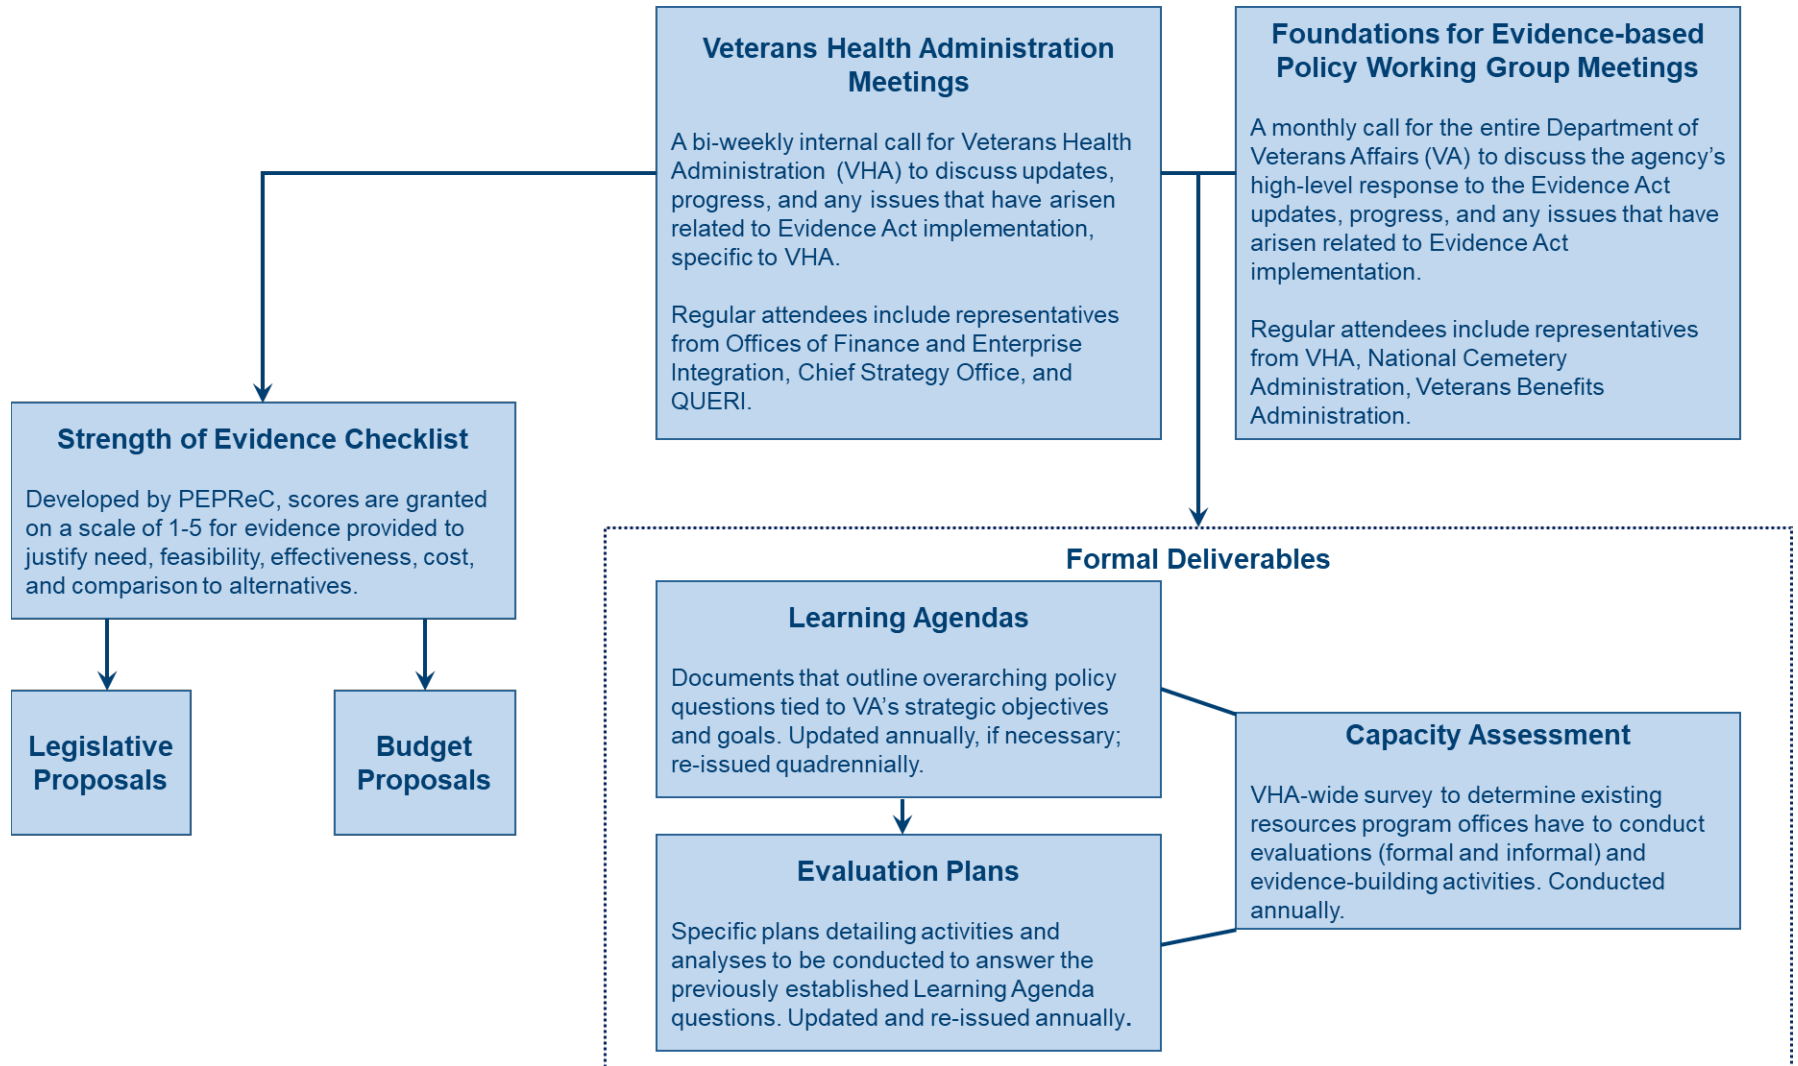 Veterans Health Administration
Meetings
A bi-weekly internal call for Veterans Health
Administration (VHA) to discuss updates,
progress, and any issues that have arisen
related to Evidence Act implementation,
specific to VHA.
Regular attendees include representatives
from Offices of Finance and Enterprise
Integration, Chief Strategy Office, and
QUERI.
Foundations for Evidence-based
Policy Working Group Meetings
A monthly call for the entire Department of
Veterans Affairs (VA) to discuss the agency’s
high-level response to the Evidence Act
updates, progress, and any issues that have
arisen related to Evidence Act
implementation.
Regular attendees include representatives
from VHA, National Cemetery
Administration, Veterans Benefits
Administration.
Strength of Evidence Checklist
Developed by PEPReC, scores are granted
on a scale of 1-5 for evidence provided to
justify need, feasibility, effectiveness, cost,
and comparison to alternatives.
Legislative
Proposals
Budget
Proposals
Formal Deliverables
Learning Agendas
Documents that outline overarching policy
questions tied to VA’s strategic objectives
and goals. Updated annually, if necessary;
re-issued quadrennially.
Evaluation Plans
Specific plans detailing activities and
analyses to be conducted to answer the
previously established Learning Agenda
questions. Updated and re-issued annually.
Capacity Assessment
VHA-wide survey to determine existing
resources program offices have to conduct
evaluations (formal and informal) and
evidence-building activities. Conducted
annually.